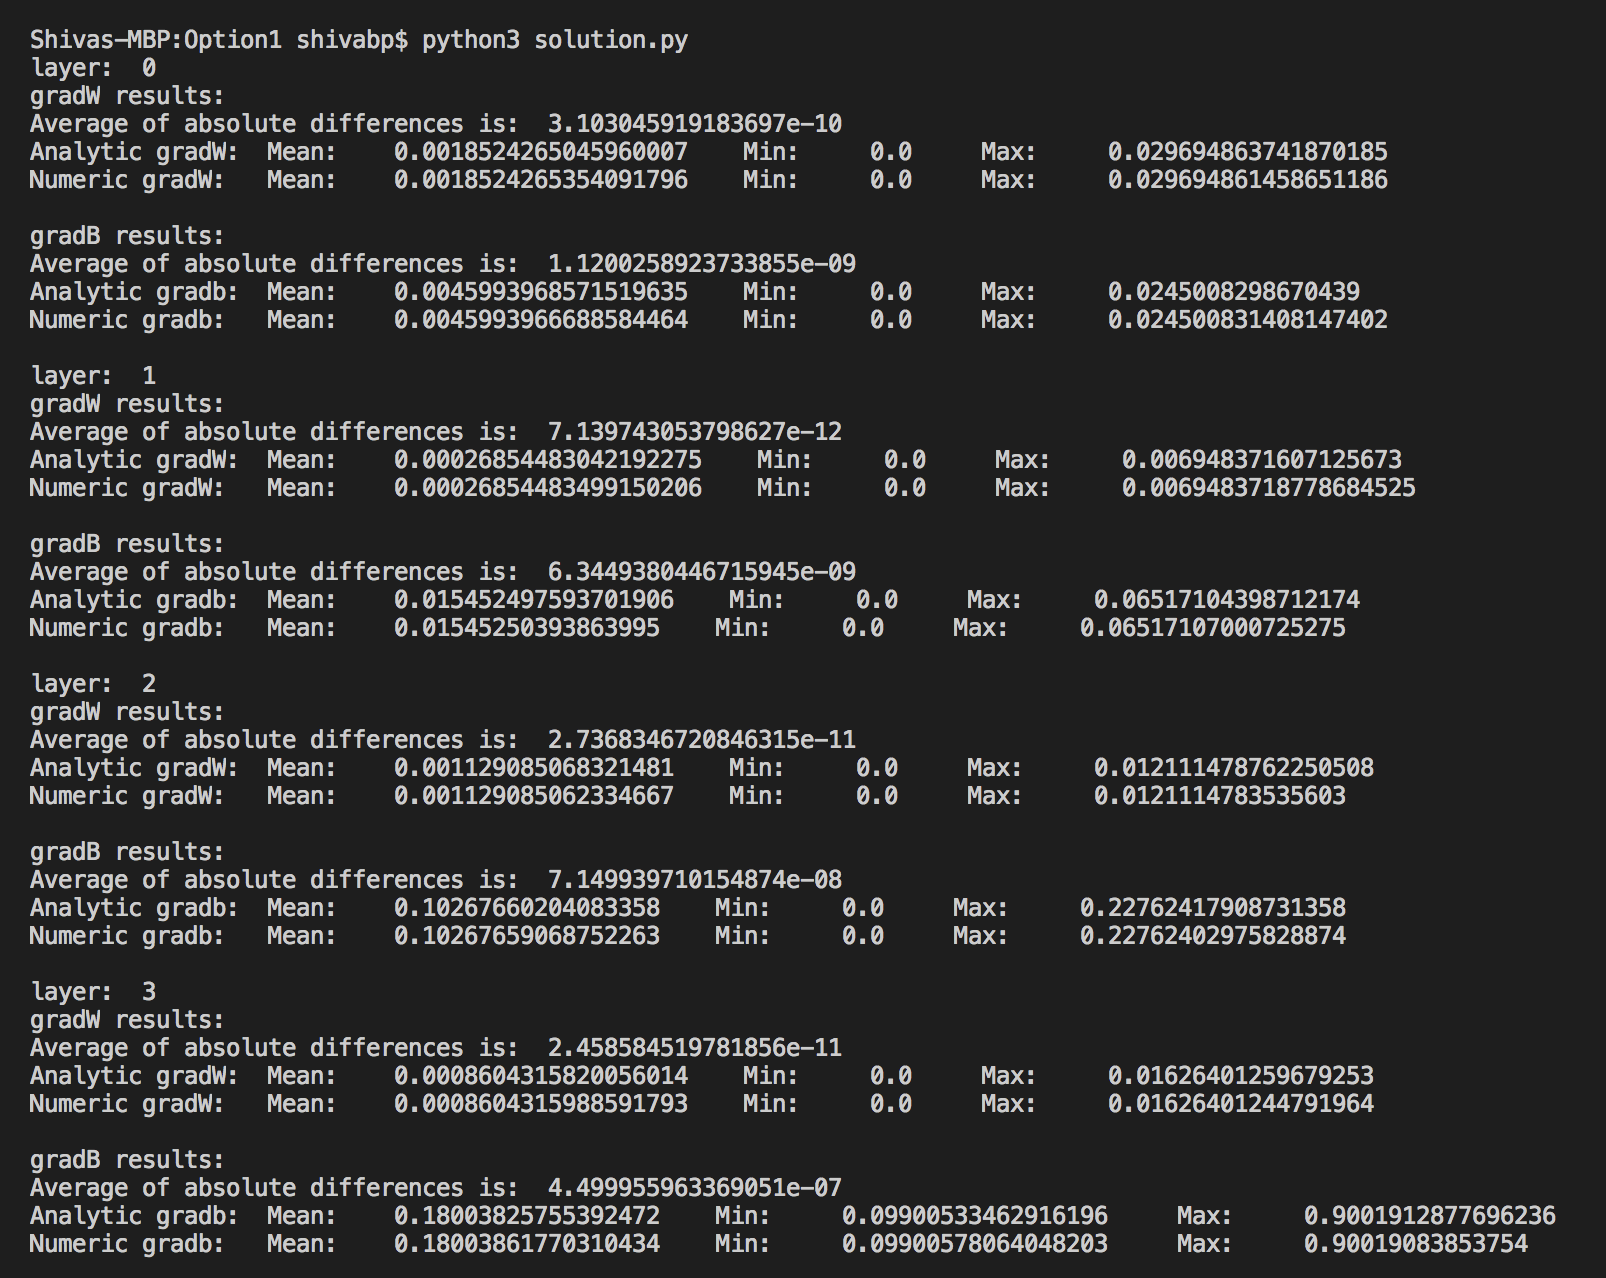 Shivas-MBP:Option1 shivabp$ python3 solution.py
layer:  0
gradW results:
Average of absolute differences is:  3.103045919183697e-10
Analytic gradW:  Mean:    0.0018524265045960007    Min:     0.0     Max:     0.029694863741870185
Numeric gradW:   Mean:    0.0018524265354091796    Min:     0.0     Max:     0.029694861458651186

gradB results:
Average of absolute differences is:  1.1200258923733855e-09
Analytic gradb:  Mean:    0.0045993968571519635    Min:     0.0     Max:     0.0245008298670439
Numeric gradb:   Mean:    0.0045993966688584464    Min:     0.0     Max:     0.024500831408147402

layer:  1
gradW results:
Average of absolute differences is:  7.139743053798627e-12
Analytic gradW:  Mean:    0.00026854483042192275    Min:     0.0     Max:     0.006948371607125673
Numeric gradW:   Mean:    0.00026854483499150206    Min:     0.0     Max:     0.0069483718778684525

gradB results:
Average of absolute differences is:  6.3449380446715945e-09
Analytic gradb:  Mean:    0.015452497593701906    Min:     0.0     Max:     0.06517104398712174
Numeric gradb:   Mean:    0.01545250393863995    Min:     0.0     Max:     0.06517107000725275

layer:  2
gradW results:
Average of absolute differences is:  2.7368346720846315e-11
Analytic gradW:  Mean:    0.001129085068321481    Min:     0.0     Max:     0.012111478762250508
Numeric gradW:   Mean:    0.001129085062334667    Min:     0.0     Max:     0.0121114783535603

gradB results:
Average of absolute differences is:  7.149939710154874e-08
Analytic gradb:  Mean:    0.10267660204083358    Min:     0.0     Max:     0.22762417908731358
Numeric gradb:   Mean:    0.10267659068752263    Min:     0.0     Max:     0.22762402975828874

layer:  3
gradW results:
Average of absolute differences is:  2.458584519781856e-11
Analytic gradW:  Mean:    0.0008604315820056014    Min:     0.0     Max:     0.01626401259679253
Numeric gradW:   Mean:    0.0008604315988591793    Min:     0.0     Max:     0.01626401244791964

gradB results:
Average of absolute differences is:  4.499955963369051e-07
Analytic gradb:  Mean:    0.18003825755392472    Min:     0.09900533462916196     Max:     0.9001912877696236
Numeric gradb:   Mean:    0.18003861770310434    Min:     0.09900578064048203     Max:     0.90019083853754